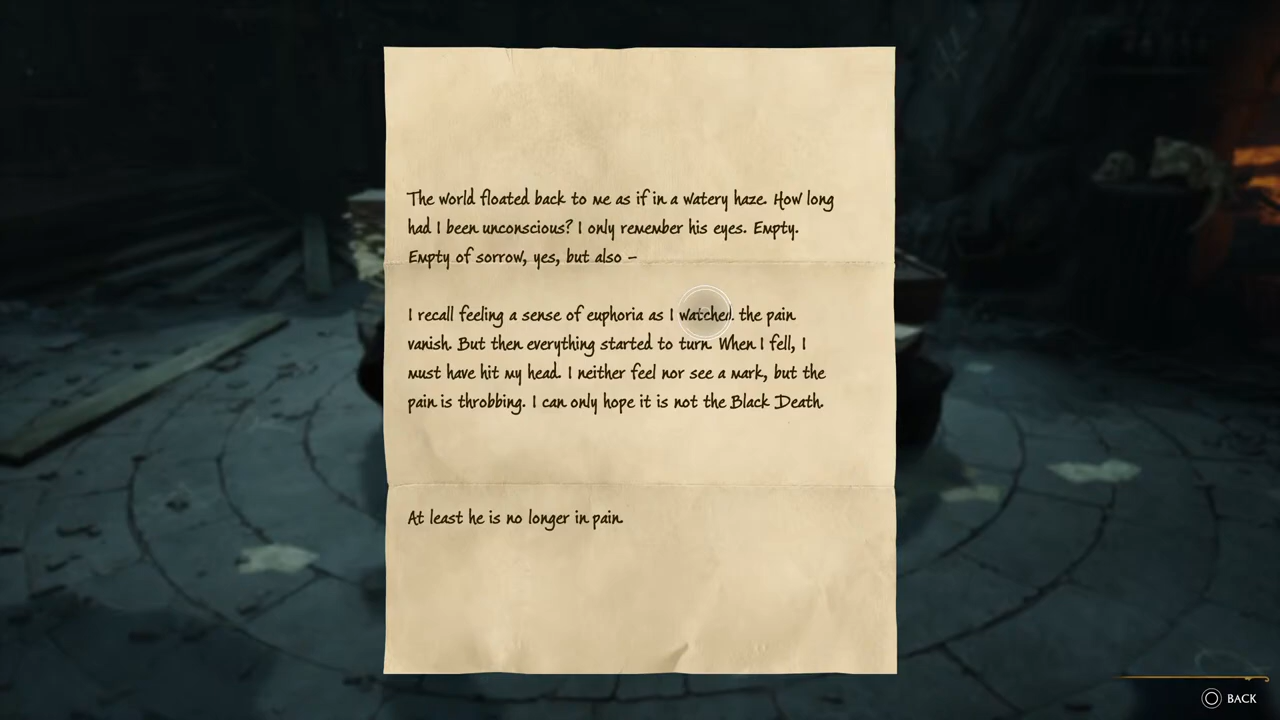 The world floated back to me as if in a watery haze. How long
had I been unconscious? I only remember his eyes. Empty.
Empty of sorrow, yes, but also –
I recall feeling a sense of euphoria as I watched the pain
vanish. But then everything started to turn. When I fell, I
must have hit my head. I neither feel nor see a mark, but the
pain is throbbing. I can only hope it is not the Black Death.
At least he is no longer in pain.
BACK